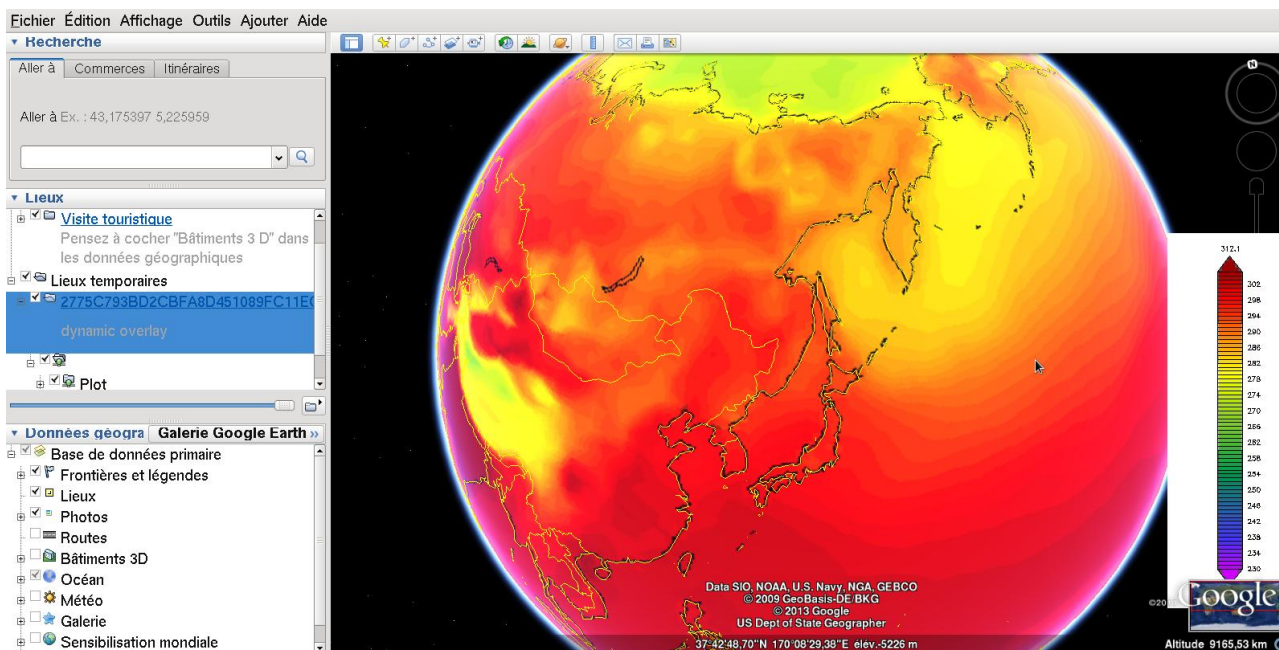 Fichier Édition Affichage Outils Ajouter Aide
▾ Recherche
Aller à Commerces Itinéraires
Aller à Ex. : 43,175397 5,225959
▾ Lieux
Visite touristique
Pensez à cocher "Bâtiments 3 D" dans
les données géographiques
Lieux temporaires
2775C793BD2CBFA8D451089FC11E
dynamic overlay
Plot
▾ Données géogra Galerie Google Earth »
Base de données primaire
Frontières et légendes
Lieux
Photos
Routes
Bâtiments 3D
Océan
Météo
Galerie
Sensibilisation mondiale
N
312.1
302
298
294
290
286
282
278
274
270
266
262
258
254
250
246
242
238
234
230
Data SIO, NOAA, U.S. Navy, NGA, GEBCO
© 2009 GeoBasis-DE/BKG
© 2013 Google
US Dept of State Geographer
Google
37°42'48,70"N 170°08'29,38"E élév.-5226 m
Altitude 9165,53 km